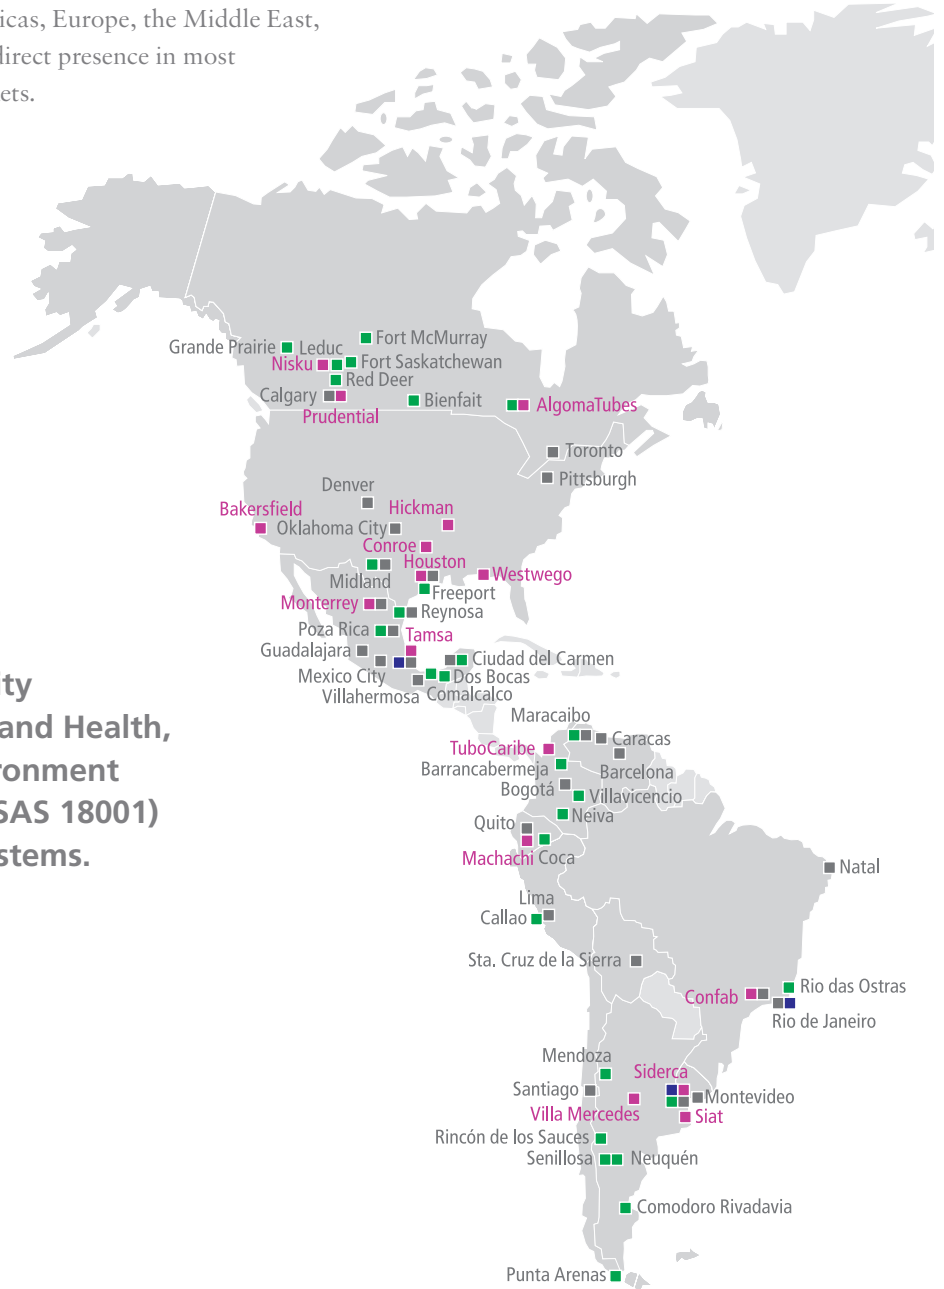 icas, Europe, the Middle East,
direct presence in most
ets.
Fort McMurray
Grande Prairie
Leduc
Nisku
Fort Saskatchewan
Red Deer
Calgary
Bienfait
AlgomaTubes
Prudential
Toronto
Pittsburgh
Denver
Bakersfield
Hickman
Oklahoma City
Conroe
Houston
Westwego
Midland
Freeport
Monterrey
Reynosa
Poza Rica
Tamsa
Guadalajara
Ciudad del Carmen
Mexico City
Dos Bocas
Villahermosa
Comalcalco
ity
and Health,
ronment
SAS 18001)
stems.
Maracaibo
Caracas
TuboCaribe
Barrancabermeja
Barcelona
Bogotá
Villavicencio
Neiva
Quito
Machachi
Coca
Natal
Lima
Callao
Sta. Cruz de la Sierra
Rio das Ostras
Confab
Rio de Janeiro
Mendoza
Siderca
Santiago
Montevideo
Villa Mercedes
Siat
Rincón de los Sauces
Senillosa
Neuquén
Comodoro Rivadavia
Punta Arenas